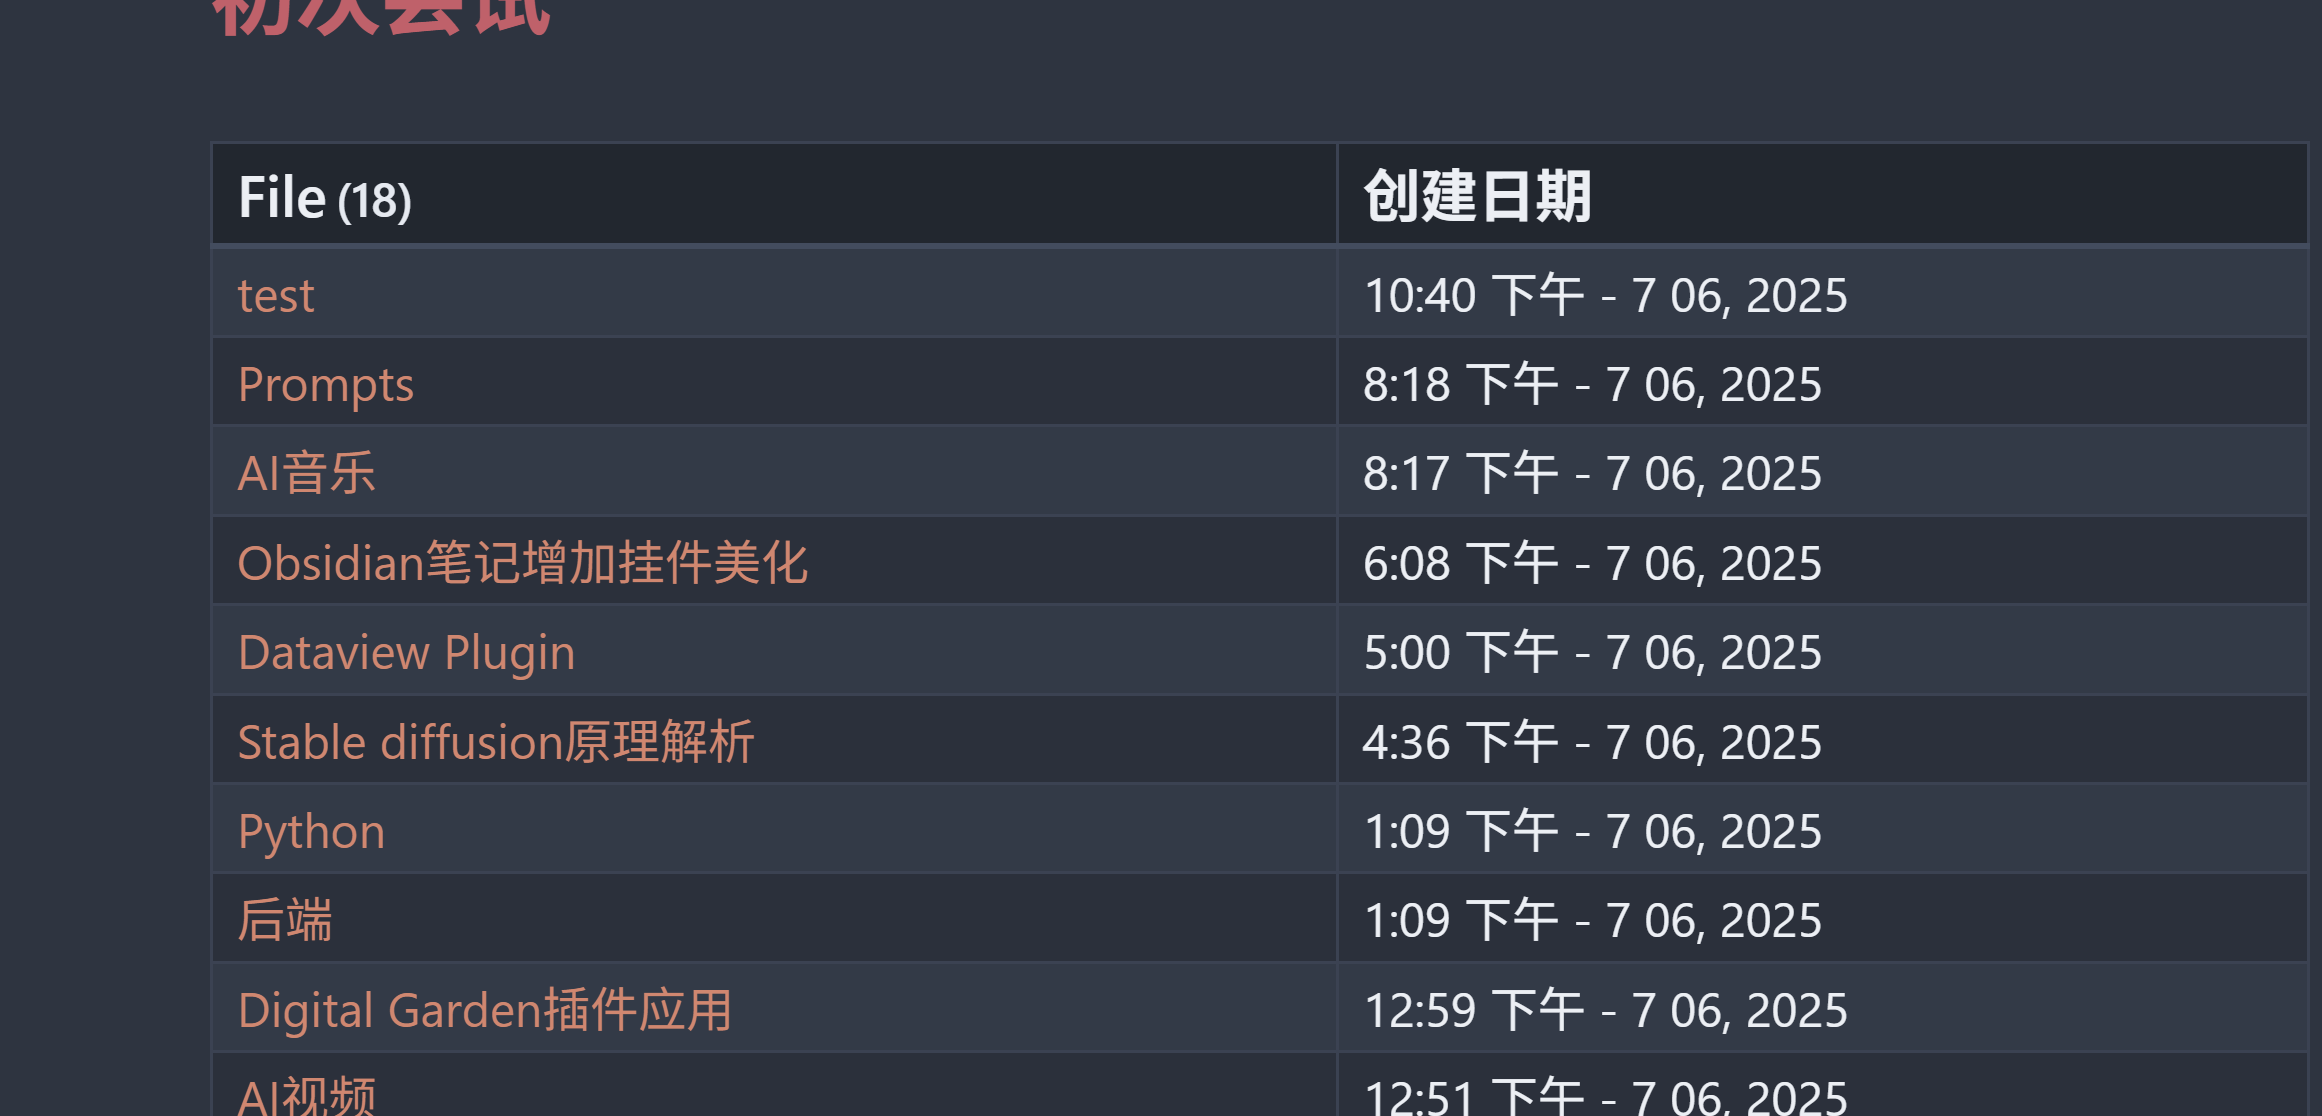 初次尝试
File (18) 创建日期
test 10:40 下午 - 7 06, 2025
Prompts 8:18 下午 - 7 06, 2025
AI音乐 8:17 下午 - 7 06, 2025
Obsidian笔记增加挂件美化 6:08 下午 - 7 06, 2025
Dataview Plugin 5:00 下午 - 7 06, 2025
Stable diffusion原理解析 4:36 下午 - 7 06, 2025
Python 1:09 下午 - 7 06, 2025
后端 1:09 下午 - 7 06, 2025
Digital Garden插件应用 12:59 下午 - 7 06, 2025
AI视频 12:51 下午 - 7 06, 2025